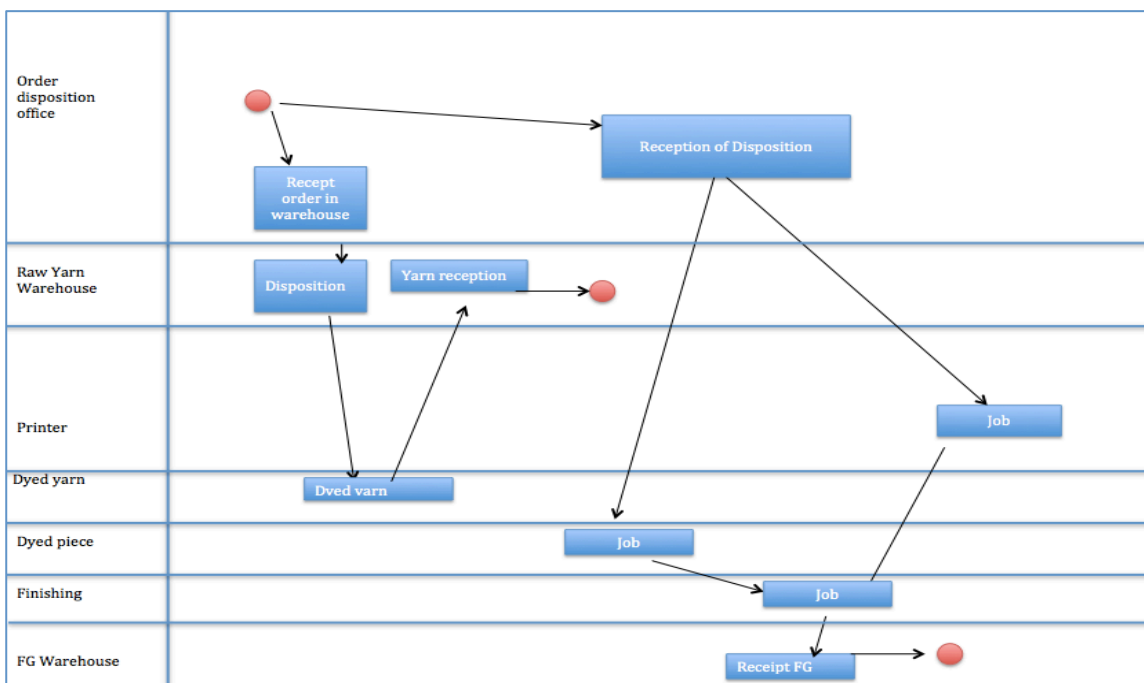 Order
disposition
office
Reception of Disposition
Recept
order in
warehouse
Raw Yarn
Warehouse
Disposition
Yarn reception
Printer
Job
Dyed yarn
Dved varn
Dyed piece
Job
Finishing
Job
FG Warehouse
Receipt FG